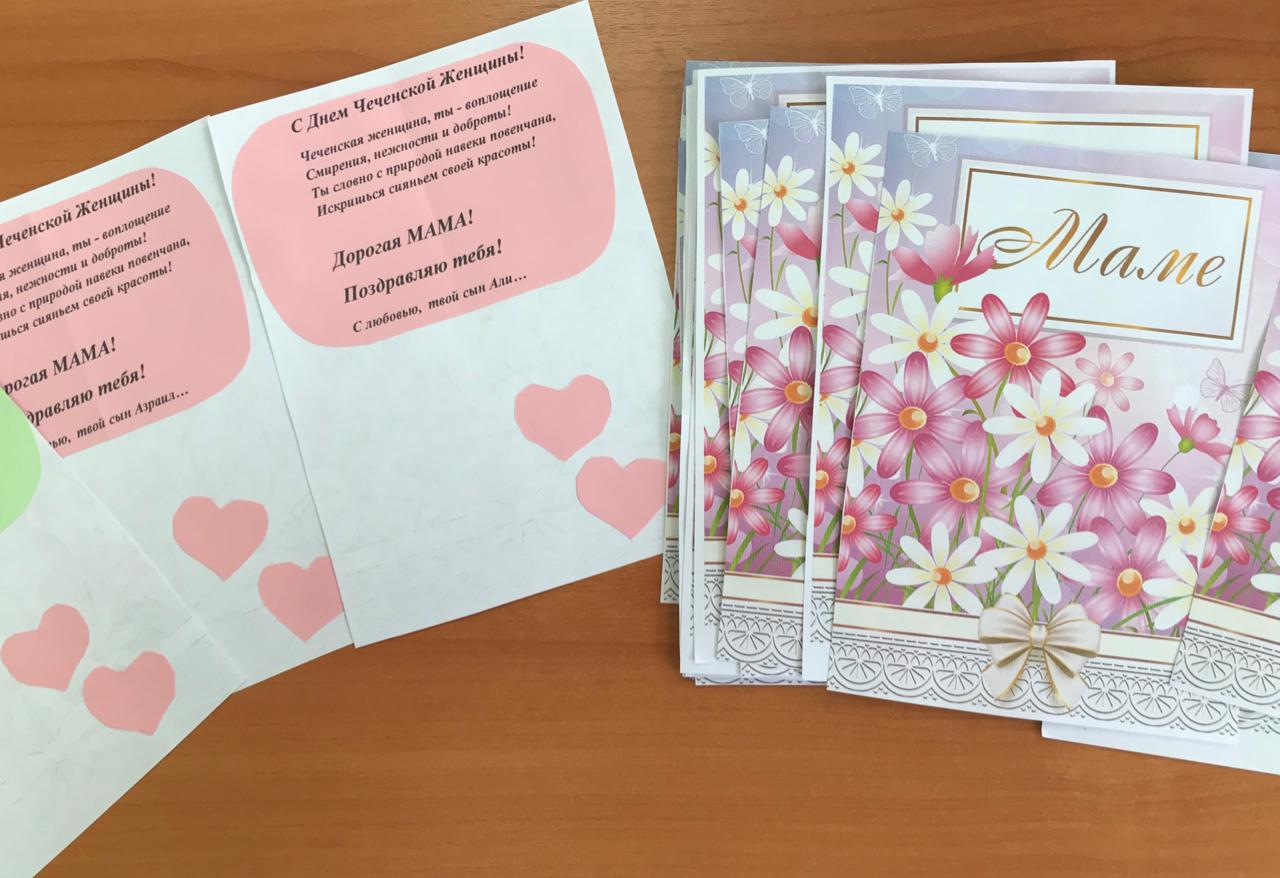 С Днем Чеченской Женщины!
Чеченская женщина, ты - воплощение
Смирения, нежности и доброты!
Ты словно с природой навеки повенчана,
Искришься сияньем своей красоты!
Дорогая МАМА!
Поздравляю тебя!
С любовью, твой сын Али…
Чеченской Женщины!
женщина, ты - воплощение
нежности и доброты!
с природой навеки повенчана,
сияньем своей красоты!
МАМА!
тебя!
твой сын Азраил…
Маме